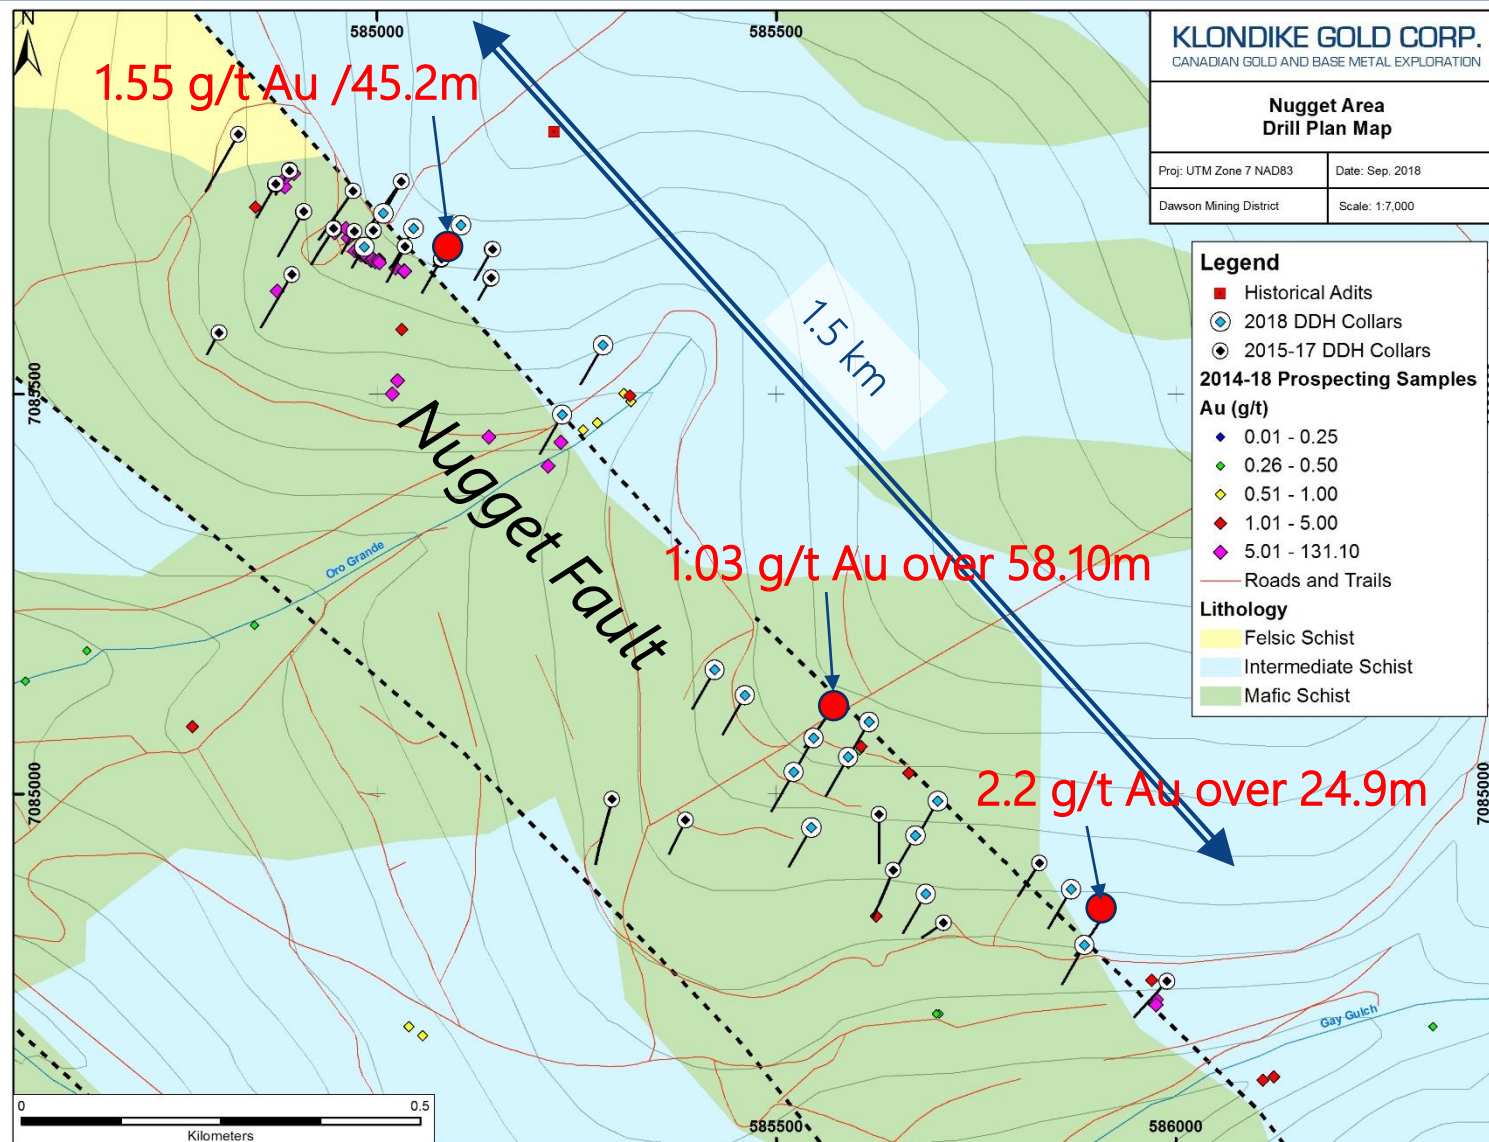 N
585000
585500
KLONDIKE GOLD CORP.
CANADIAN GOLD AND BASE METAL EXPLORATION
Nugget Area
Drill Plan Map
Proj: UTM Zone 7 NAD83
Date: Sep. 2018
Dawson Mining District
Scale: 1:7,000
1.55 g/t Au /45.2m
Legend
Historical Adits
2018 DDH Collars
2015-17 DDH Collars
2014-18 Prospecting Samples
Au (g/t)
0.01 - 0.25
0.26 - 0.50
0.51 - 1.00
1.01 - 5.00
5.01 - 131.10
Roads and Trails
Lithology
Felsic Schist
Intermediate Schist
Mafic Schist
1.5 km
7085500
Nugget Fault
Oro Grande
1.03 g/t Au over 58.10m
2.2 g/t Au over 24.9m
7085000
7085000
Gay Gulch
0
0.5
Kilometers
585500
586000